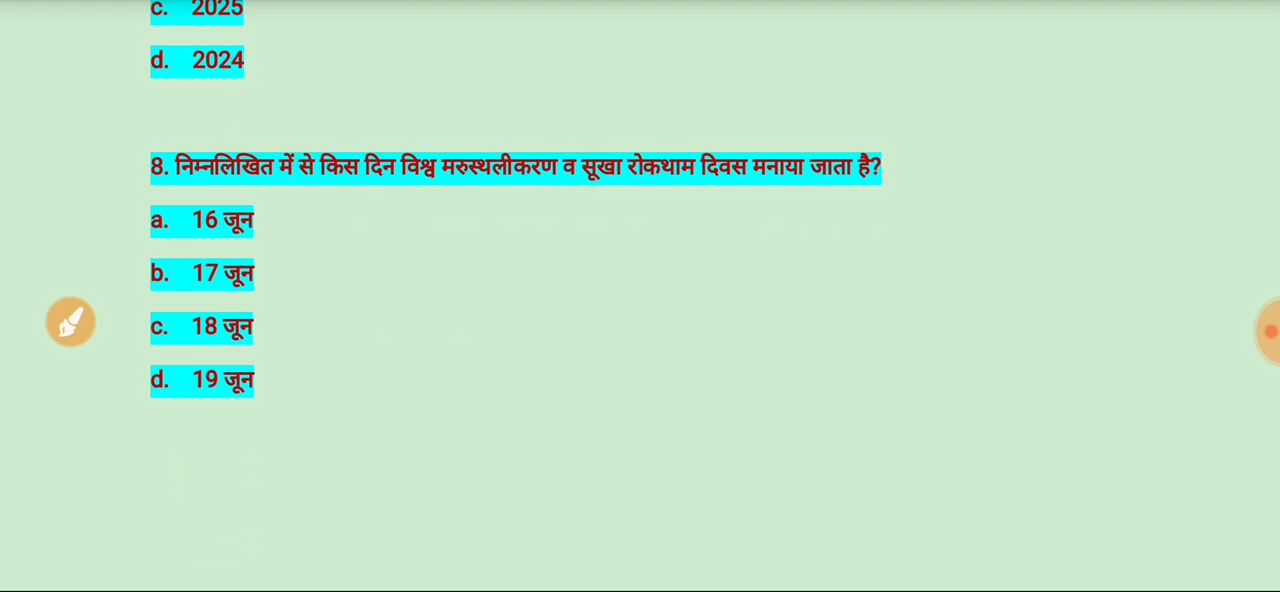 c. 2025
d. 2024
8. निम्नलिखित में से किस दिन विश्व मरुस्थलीकरण व सूखा रोकथाम दिवस मनाया जाता है?
a. 16 जून
b. 17 जून
c. 18 जून
d. 19 जून